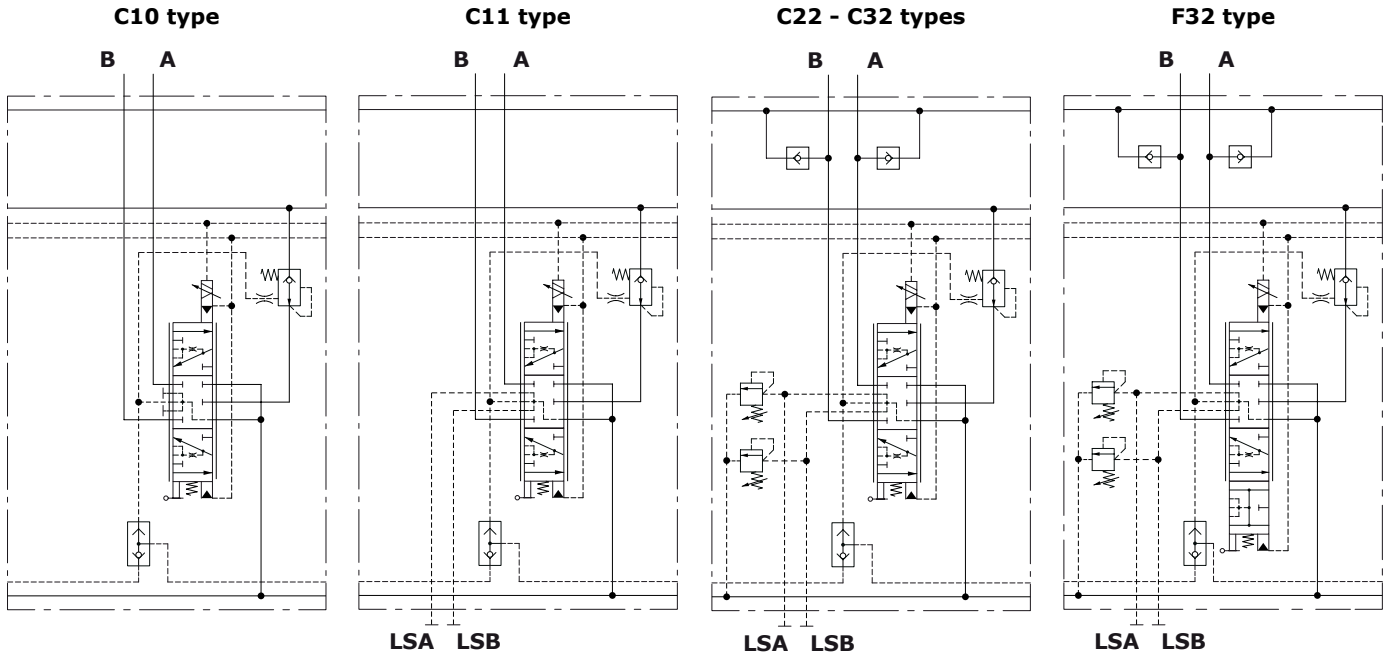 C10 type
C11 type
C22 - C32 types
F32 type
B A
B A
B A
B A
LSA LSB
LSA LSB
LSA LSB